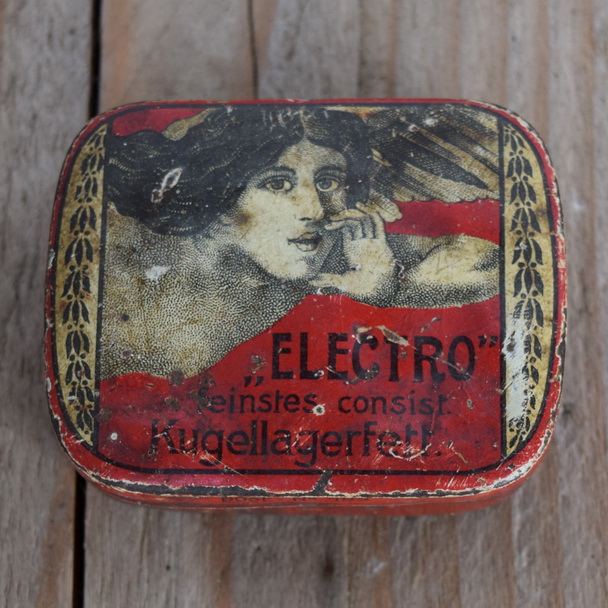 „ELECTRO”
feinstes consist.
Kugellagerfett.